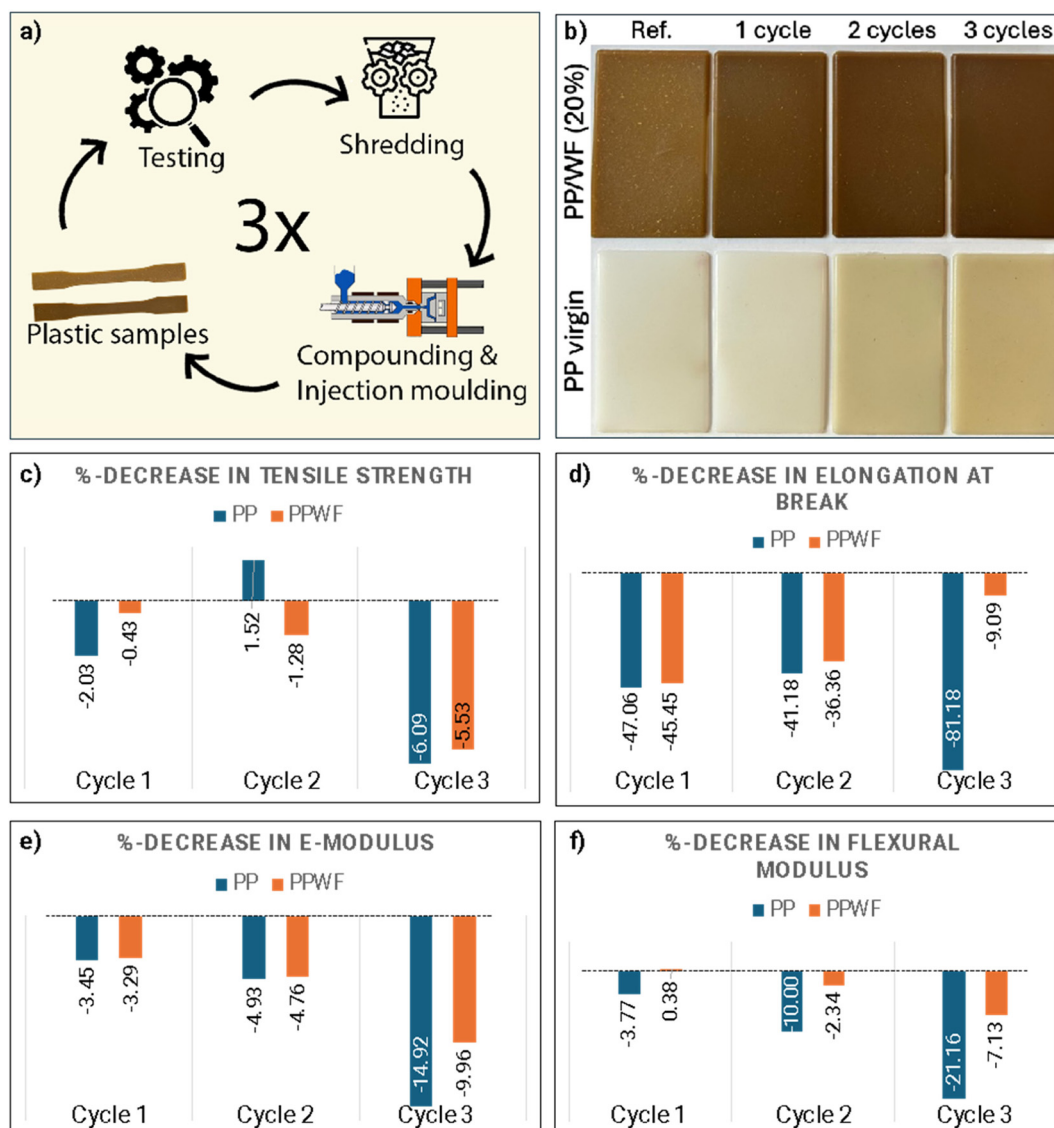 a)
Testing
Shredding
3x
Plastic samples
Compounding &
Injection moulding
b)
Ref. 1 cycle 2 cycles 3 cycles
PP/WF (20%)
PP virgin
c)
%-DECREASE IN TENSILE STRENGTH
PP PPWF
-2.03 -0.43 1.52 -1.28 -6.09 -5.53
Cycle 1 Cycle 2 Cycle 3
d)
%-DECREASE IN ELONGATION AT
BREAK
PP PPWF
-47.06 -45.45 -41.18 -36.36 -81.18 -9.09
Cycle 1 Cycle 2 Cycle 3
e)
%-DECREASE IN E-MODULUS
PP PPWF
-3.45 -3.29 -4.93 -4.76 -14.92 -9.96
Cycle 1 Cycle 2 Cycle 3
f)
%-DECREASE IN FLEXURAL
MODULUS
PP PPWF
-3.77 0.38 -10.00 -2.34 -21.16 -7.13
Cycle 1 Cycle 2 Cycle 3